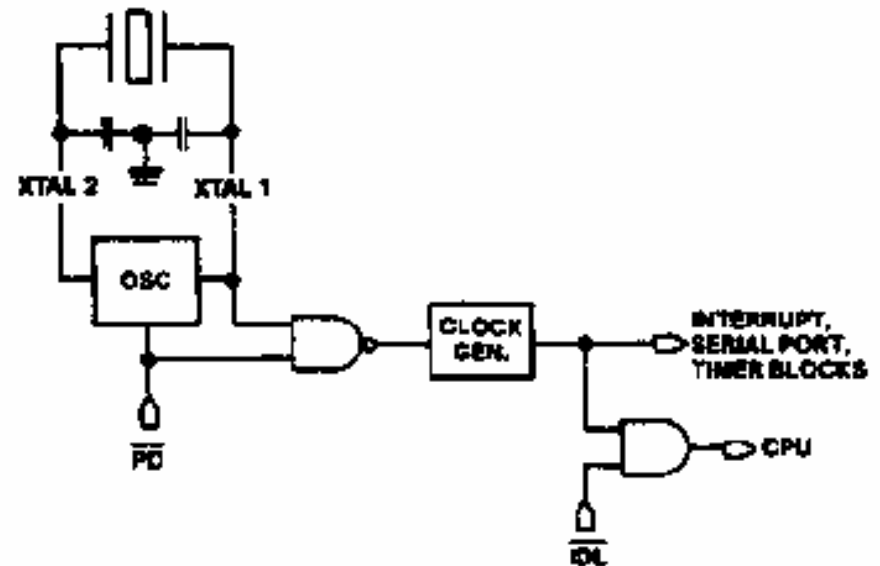 XTAL 2
XTAL 1
OSC
CLOCK
GEN.
INTERRUPT,
SERIAL PORT,
TIMER BLOCKS
CPU
PD
IDL